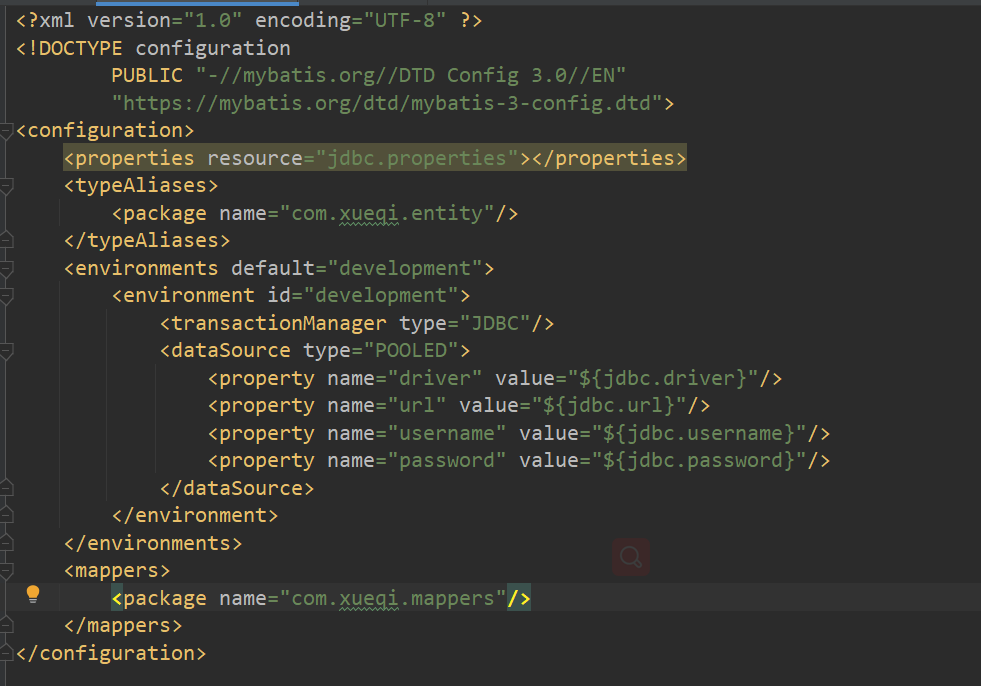 <?xml version="1.0" encoding="UTF-8" ?>
<!DOCTYPE configuration
        PUBLIC "-//mybatis.org//DTD Config 3.0//EN"
        "https://mybatis.org/dtd/mybatis-3-config.dtd">
<configuration>
    <properties resource="jdbc.properties"></properties>
    <typeAliases>
        <package name="com.xueqi.entity"/>
    </typeAliases>
    <environments default="development">
        <environment id="development">
            <transactionManager type="JDBC"/>
            <dataSource type="POOLED">
                <property name="driver" value="${jdbc.driver}"/>
                <property name="url" value="${jdbc.url}"/>
                <property name="username" value="${jdbc.username}"/>
                <property name="password" value="${jdbc.password}"/>
            </dataSource>
        </environment>
    </environments>
    <mappers>
        <package name="com.xueqi.mappers"/>
    </mappers>
</configuration>